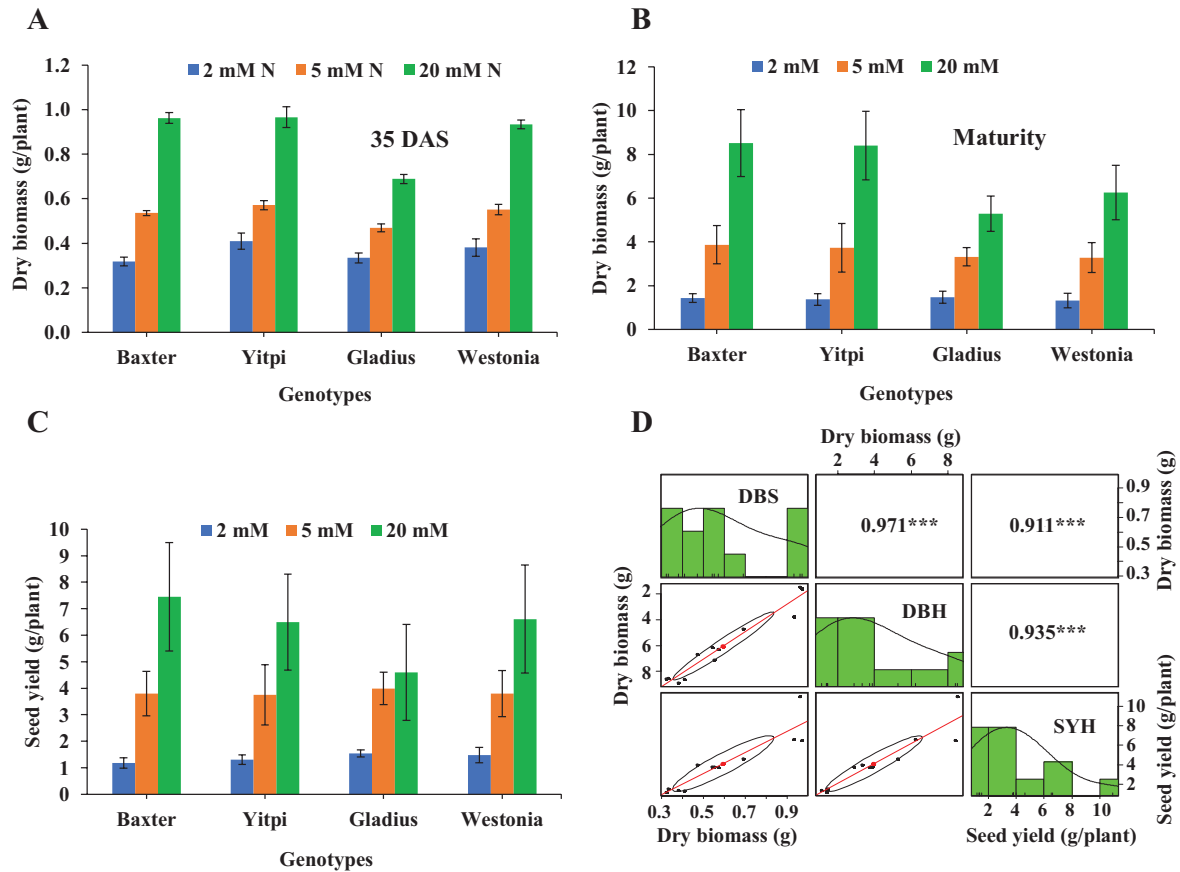 A
2 mM N 5 mM N 20 mM N
35 DAS
Dry biomass (g/plant)
1.2
1.0
0.8
0.6
0.4
0.2
0.0
Baxter Yitpi Gladius Westonia
Genotypes
B
2 mM 5 mM 20 mM
Maturity
Dry biomass (g/plant)
12
10
8
6
4
2
0
Baxter Yitpi Gladius Westonia
Genotypes
C
2 mM 5 mM 20 mM
Seed yield (g/plant)
10
9
8
7
6
5
4
3
2
1
0
Baxter Yitpi Gladius Westonia
Genotypes
D
Dry biomass (g)
2 4 6 8
DBS
0.971***
0.911***
0.3 0.5 0.7 0.9
Dry biomass (g)
Dry biomass (g)
2
4
6
8
DBH
0.935***
SYH
2 4 6 8 10
Seed yield (g/plant)
0.3 0.5 0.7 0.9
Dry biomass (g)
2 4 6 8 10
Seed yield (g/plant)